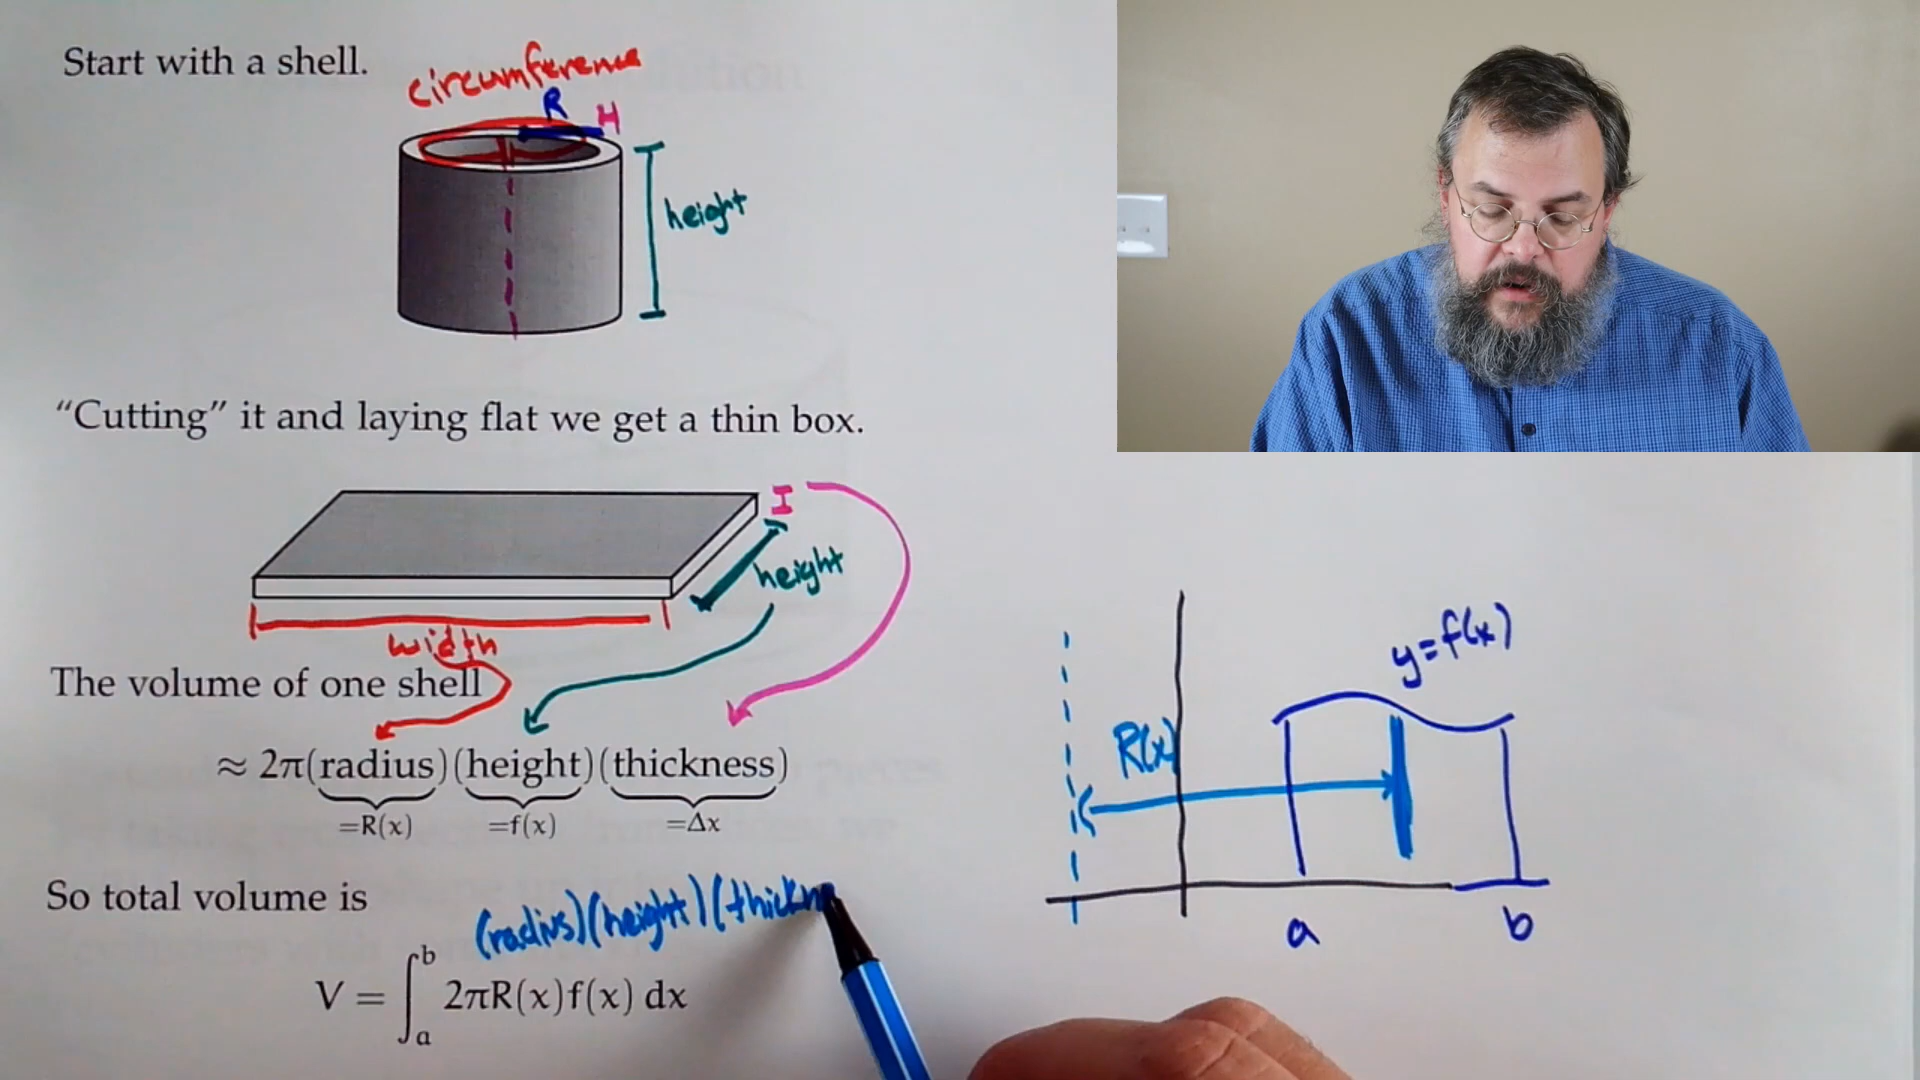 Start with a shell.
circumference
R
H
height
“Cutting” it and laying flat we get a thin box.
I
height
width
The volume of one shell
≈ 2π(radius)(height)(thickness)
=R(x) =f(x) =Δx
So total volume is
(radius)(height)(thickn
V = ∫ₐᵇ 2πR(x)f(x) dx
y=f(x)
R(x)
a b